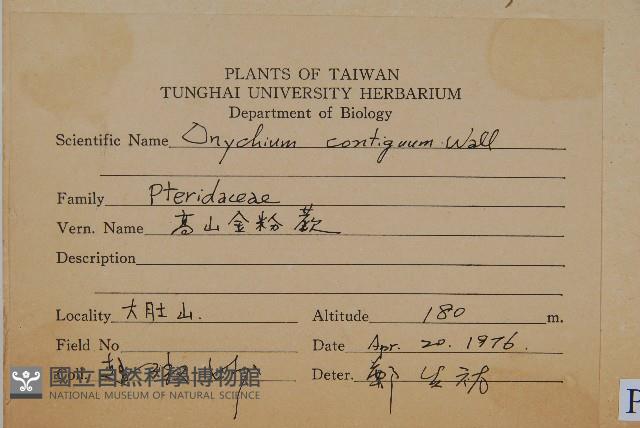 PLANTS OF TAIWAN
TUNGHAI UNIVERSITY HERBARIUM
Department of Biology
Scientific Name Onychium contiguum Wall
Family Pteridaceae
Vern. Name 高山金粉蕨
Description
Locality 大肚山. Altitude 180 m.
Field No Date Apr. 20. 1976.
Coll. Deter. 鄭
國立自然科學博物館
NATIONAL MUSEUM OF NATURAL SCIENCE
P